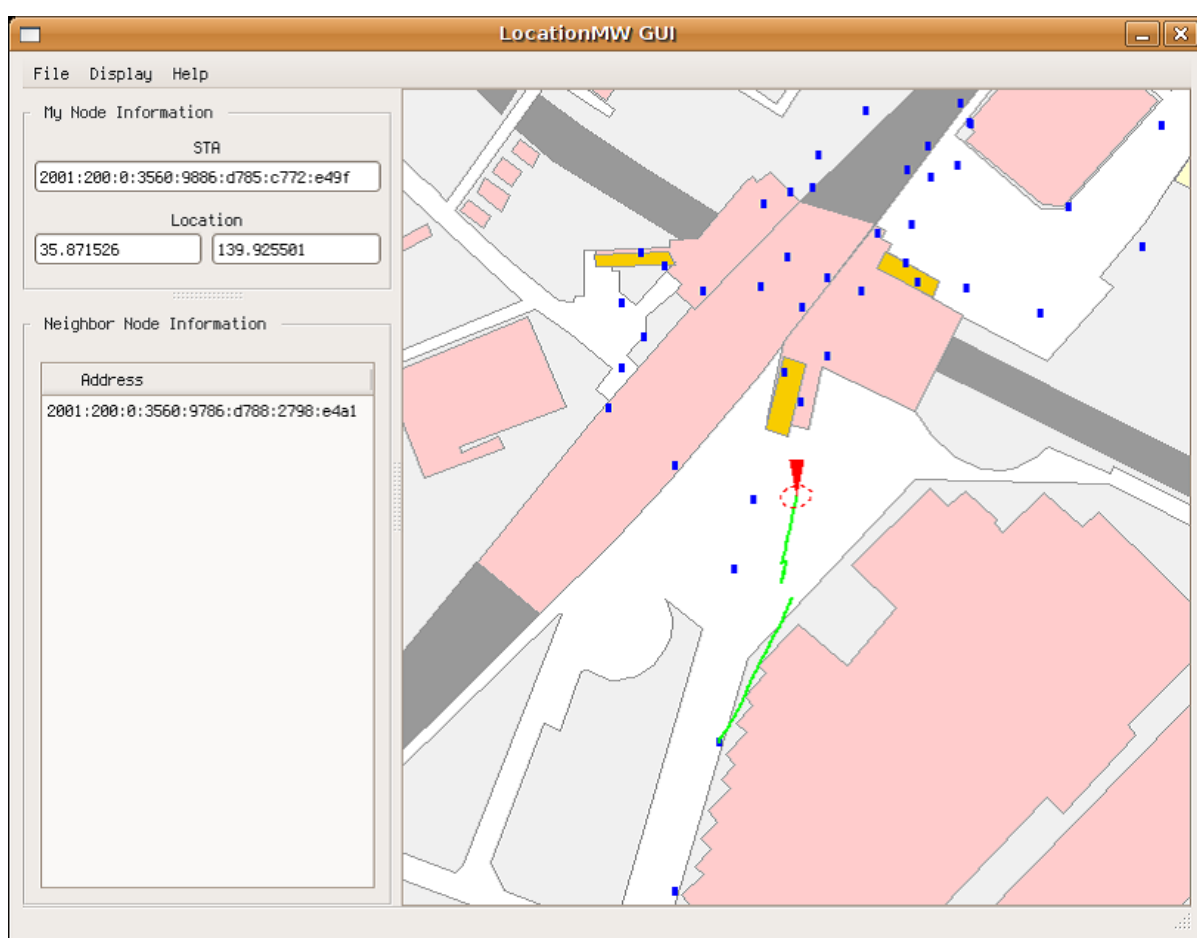 LocationMW GUI
File Display Help
My Node Information
STA
2001:200:0:3560:9886:d785:c772:e49f
Location
35.871526 139.925501
Neighbor Node Information
Address
2001:200:0:3560:9786:d788:2798:e4a1